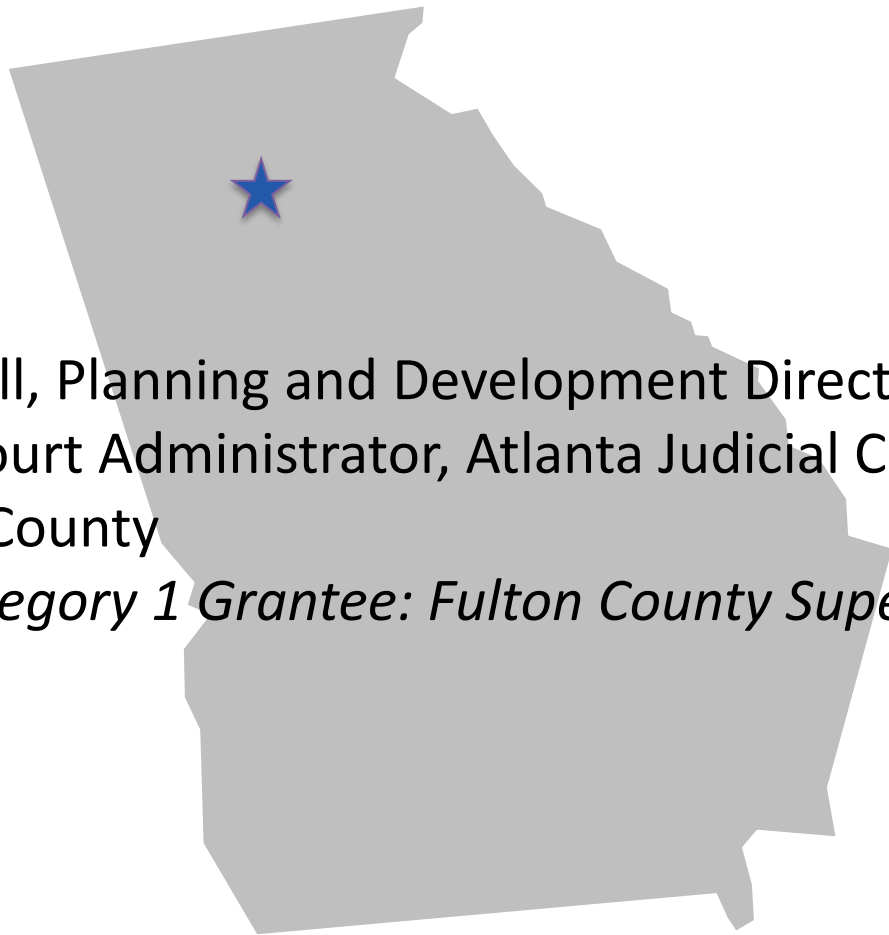 ll, Planning and Development Direct
ourt Administrator, Atlanta Judicial C
County
egory 1 Grantee: Fulton County Supe